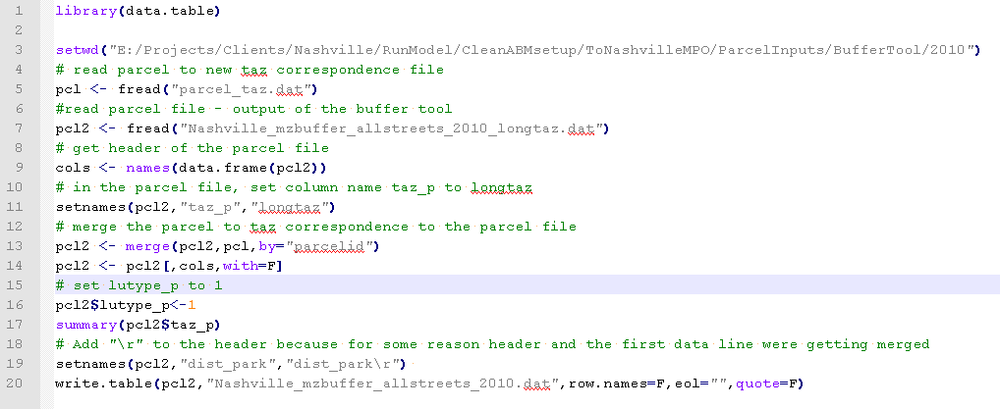 1 library(data.table)
2
3 setwd("E:/Projects/Clients/Nashville/RunModel/CleanABMsetup/ToNashvilleMPO/ParcelInputs/BufferTool/2010")
4 # read parcel to new taz correspondence file
5 pcl <- fread("parcel_taz.dat")
6 #read parcel file - output of the buffer tool
7 pcl2 <- fread("Nashville_mzbuffer_allstreets_2010_longtaz.dat")
8 # get header of the parcel file
9 cols <- names(data.frame(pcl2))
10 # in the parcel file, set column name taz_p to longtaz
11 setnames(pcl2,"taz_p","longtaz")
12 # merge the parcel to taz correspondence to the parcel file
13 pcl2 <- merge(pcl2,pcl,by="parcelid")
14 pcl2 <- pcl2[,cols,with=F]
15 # set lutype_p to 1
16 pcl2$lutype_p<-1
17 summary(pcl2$taz_p)
18 # Add "\r" to the header because for some reason header and the first data line were getting merged
19 setnames(pcl2,"dist_park","dist_park\r")
20 write.table(pcl2,"Nashville_mzbuffer_allstreets_2010.dat",row.names=F,eol="",quote=F)